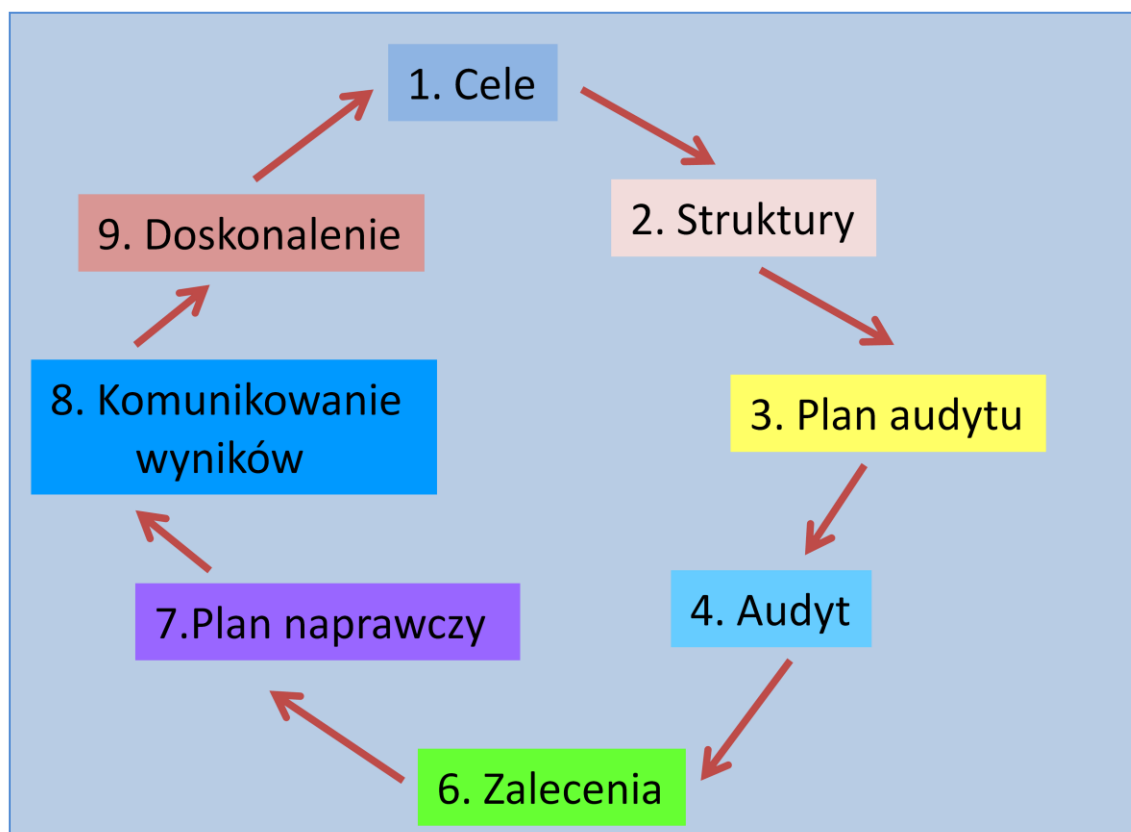 1. Cele
2. Struktury
3. Plan audytu
4. Audyt
6. Zalecenia
7.Plan naprawczy
8. Komunikowanie
wyników
9. Doskonalenie